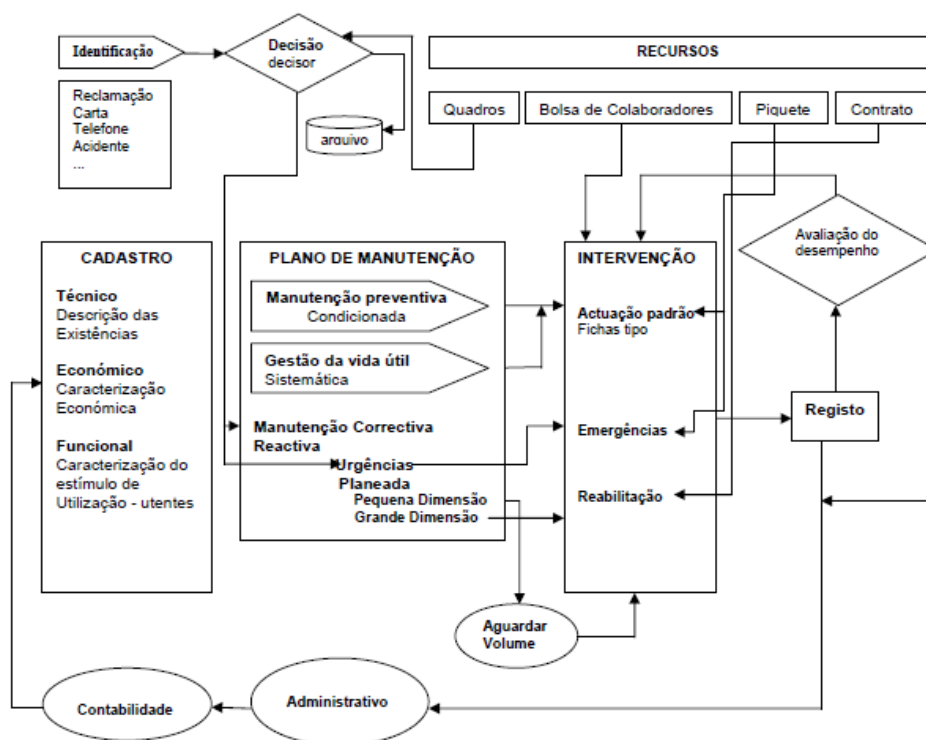 Identificação
Decisão
decisor
RECURSOS
Reclamação
Carta
Telefone
Acidente
...
arquivo
Quadros
Bolsa de Colaboradores
Piquete
Contrato
CADASTRO
Técnico
Descrição das
Existências
Económico
Caracterização
Económica
Funcional
Caracterização do
estímulo de
Utilização - utentes
PLANO DE MANUTENÇÃO
Manutenção preventiva
Condicionada
Gestão da vida útil
Sistemática
Manutenção Correctiva
Reactiva
Urgências
Planeada
Pequena Dimensão
Grande Dimensão
INTERVENÇÃO
Actuação padrão
Fichas tipo
Emergências
Reabilitação
Avaliação do
desempenho
Registo
Aguardar
Volume
Contabilidade
Administrativo